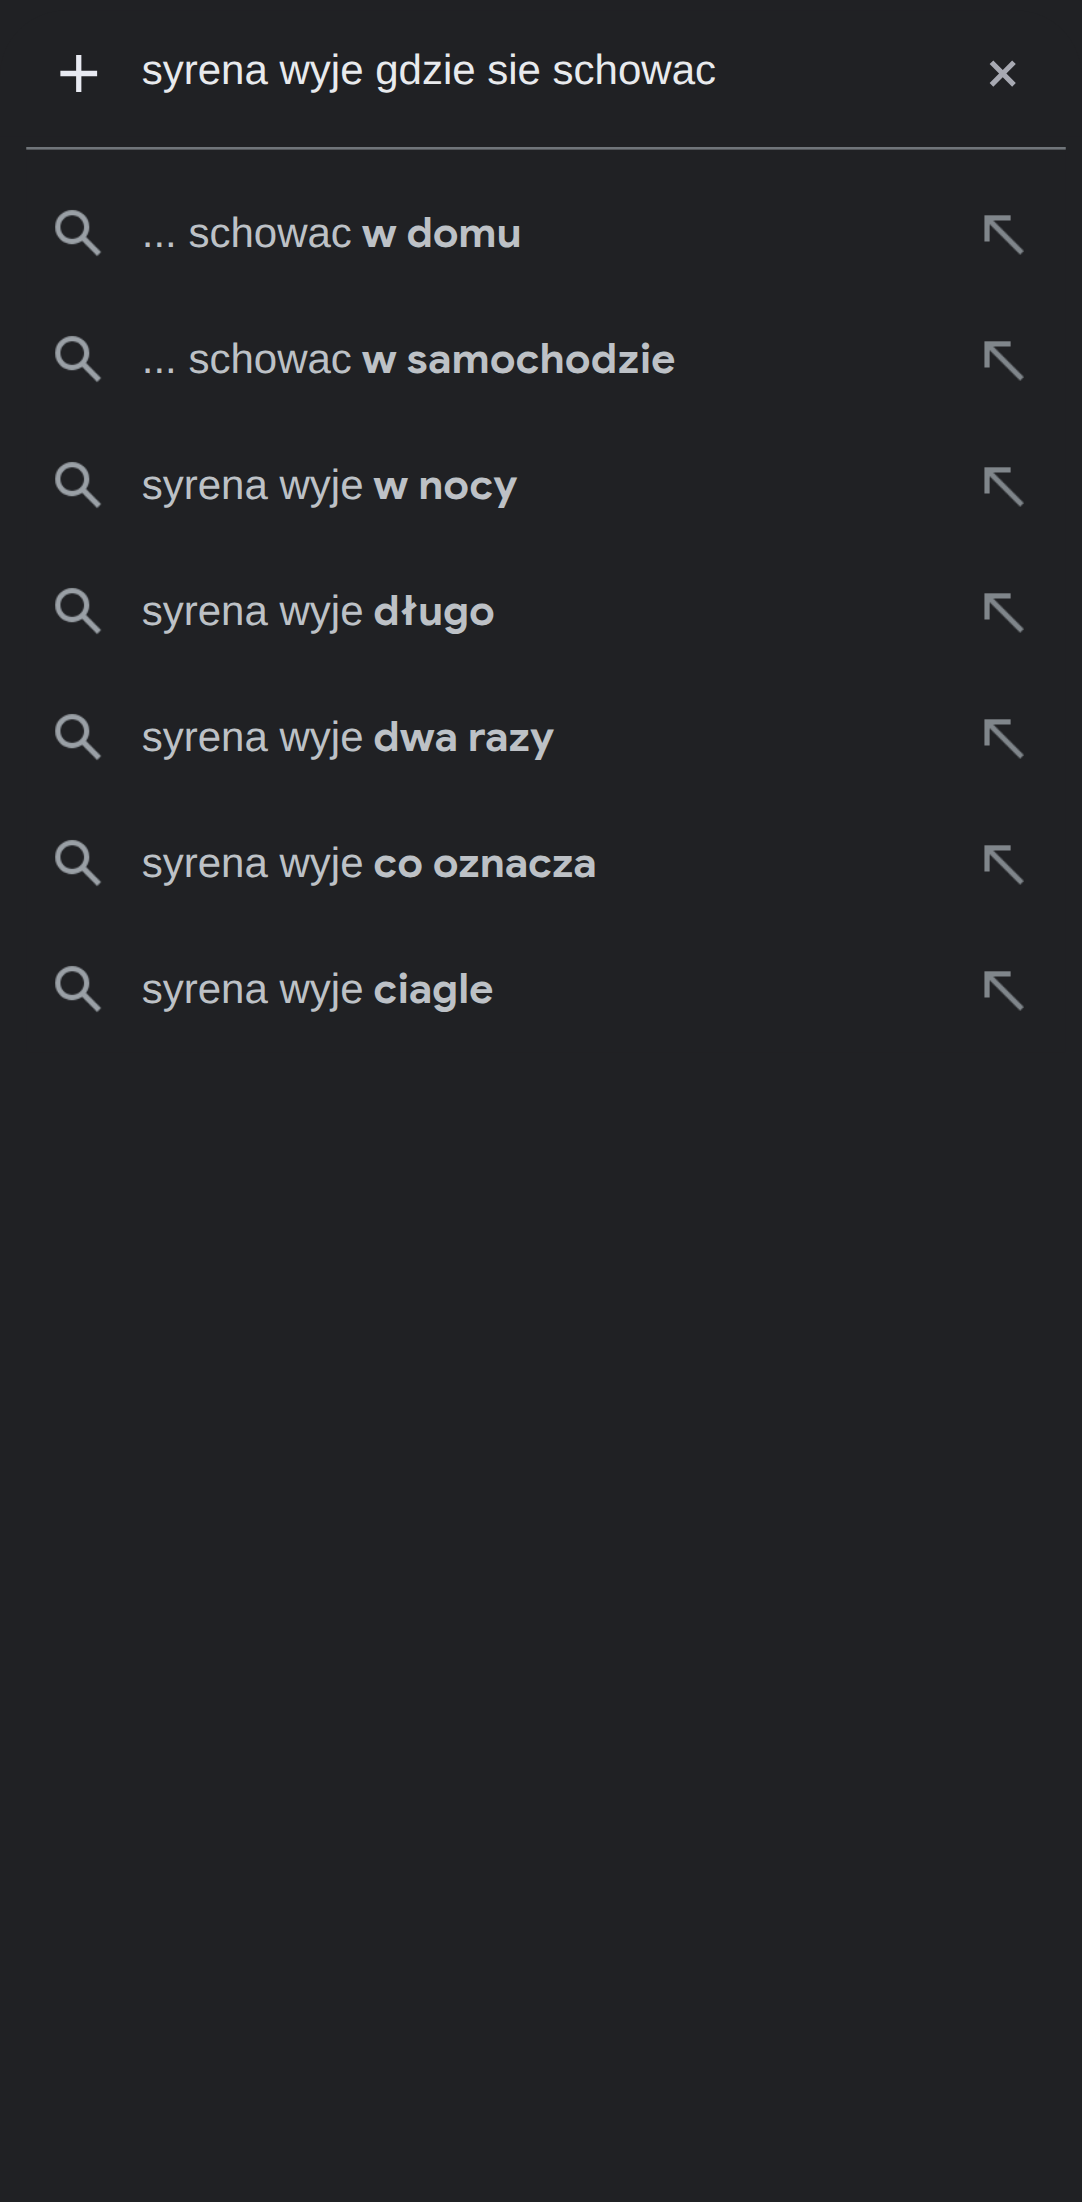 syrena wyje gdzie sie schowac
... schowac w domu
... schowac w samochodzie
syrena wyje w nocy
syrena wyje długo
syrena wyje dwa razy
syrena wyje co oznacza
syrena wyje ciagle